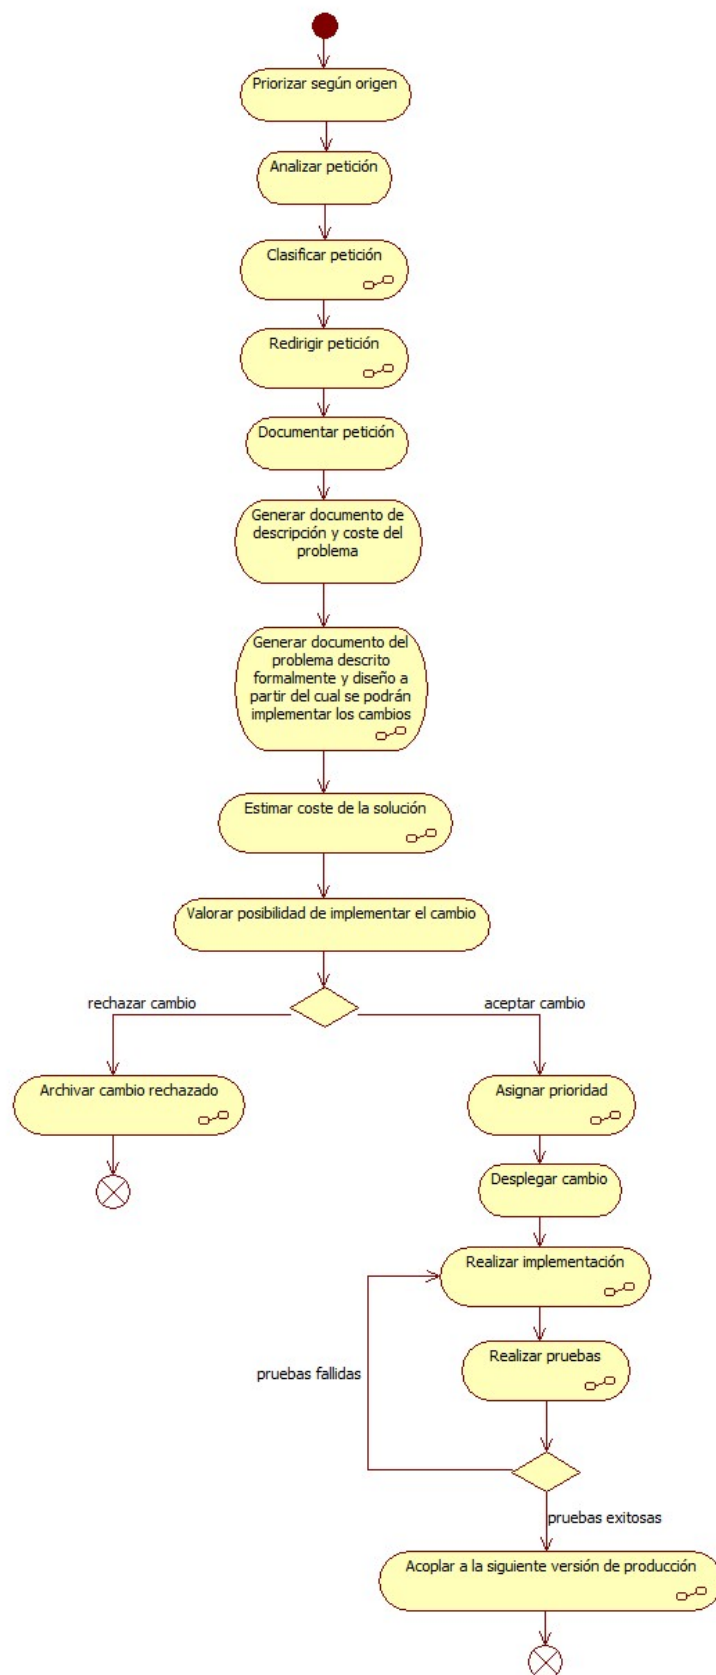 Priorizar según origen
Analizar petición
Clasificar petición
Redirigir petición
Documentar petición
Generar documento de
descripción y coste del
problema
Generar documento del
problema descrito
formalmente y diseño a
partir del cual se podrán
implementar los cambios
Estimar coste de la solución
Valorar posibilidad de implementar el cambio
rechazar cambio
aceptar cambio
Archivar cambio rechazado
Asignar prioridad
Desplegar cambio
Realizar implementación
Realizar pruebas
pruebas fallidas
pruebas exitosas
Acoplar a la siguiente versión de producción